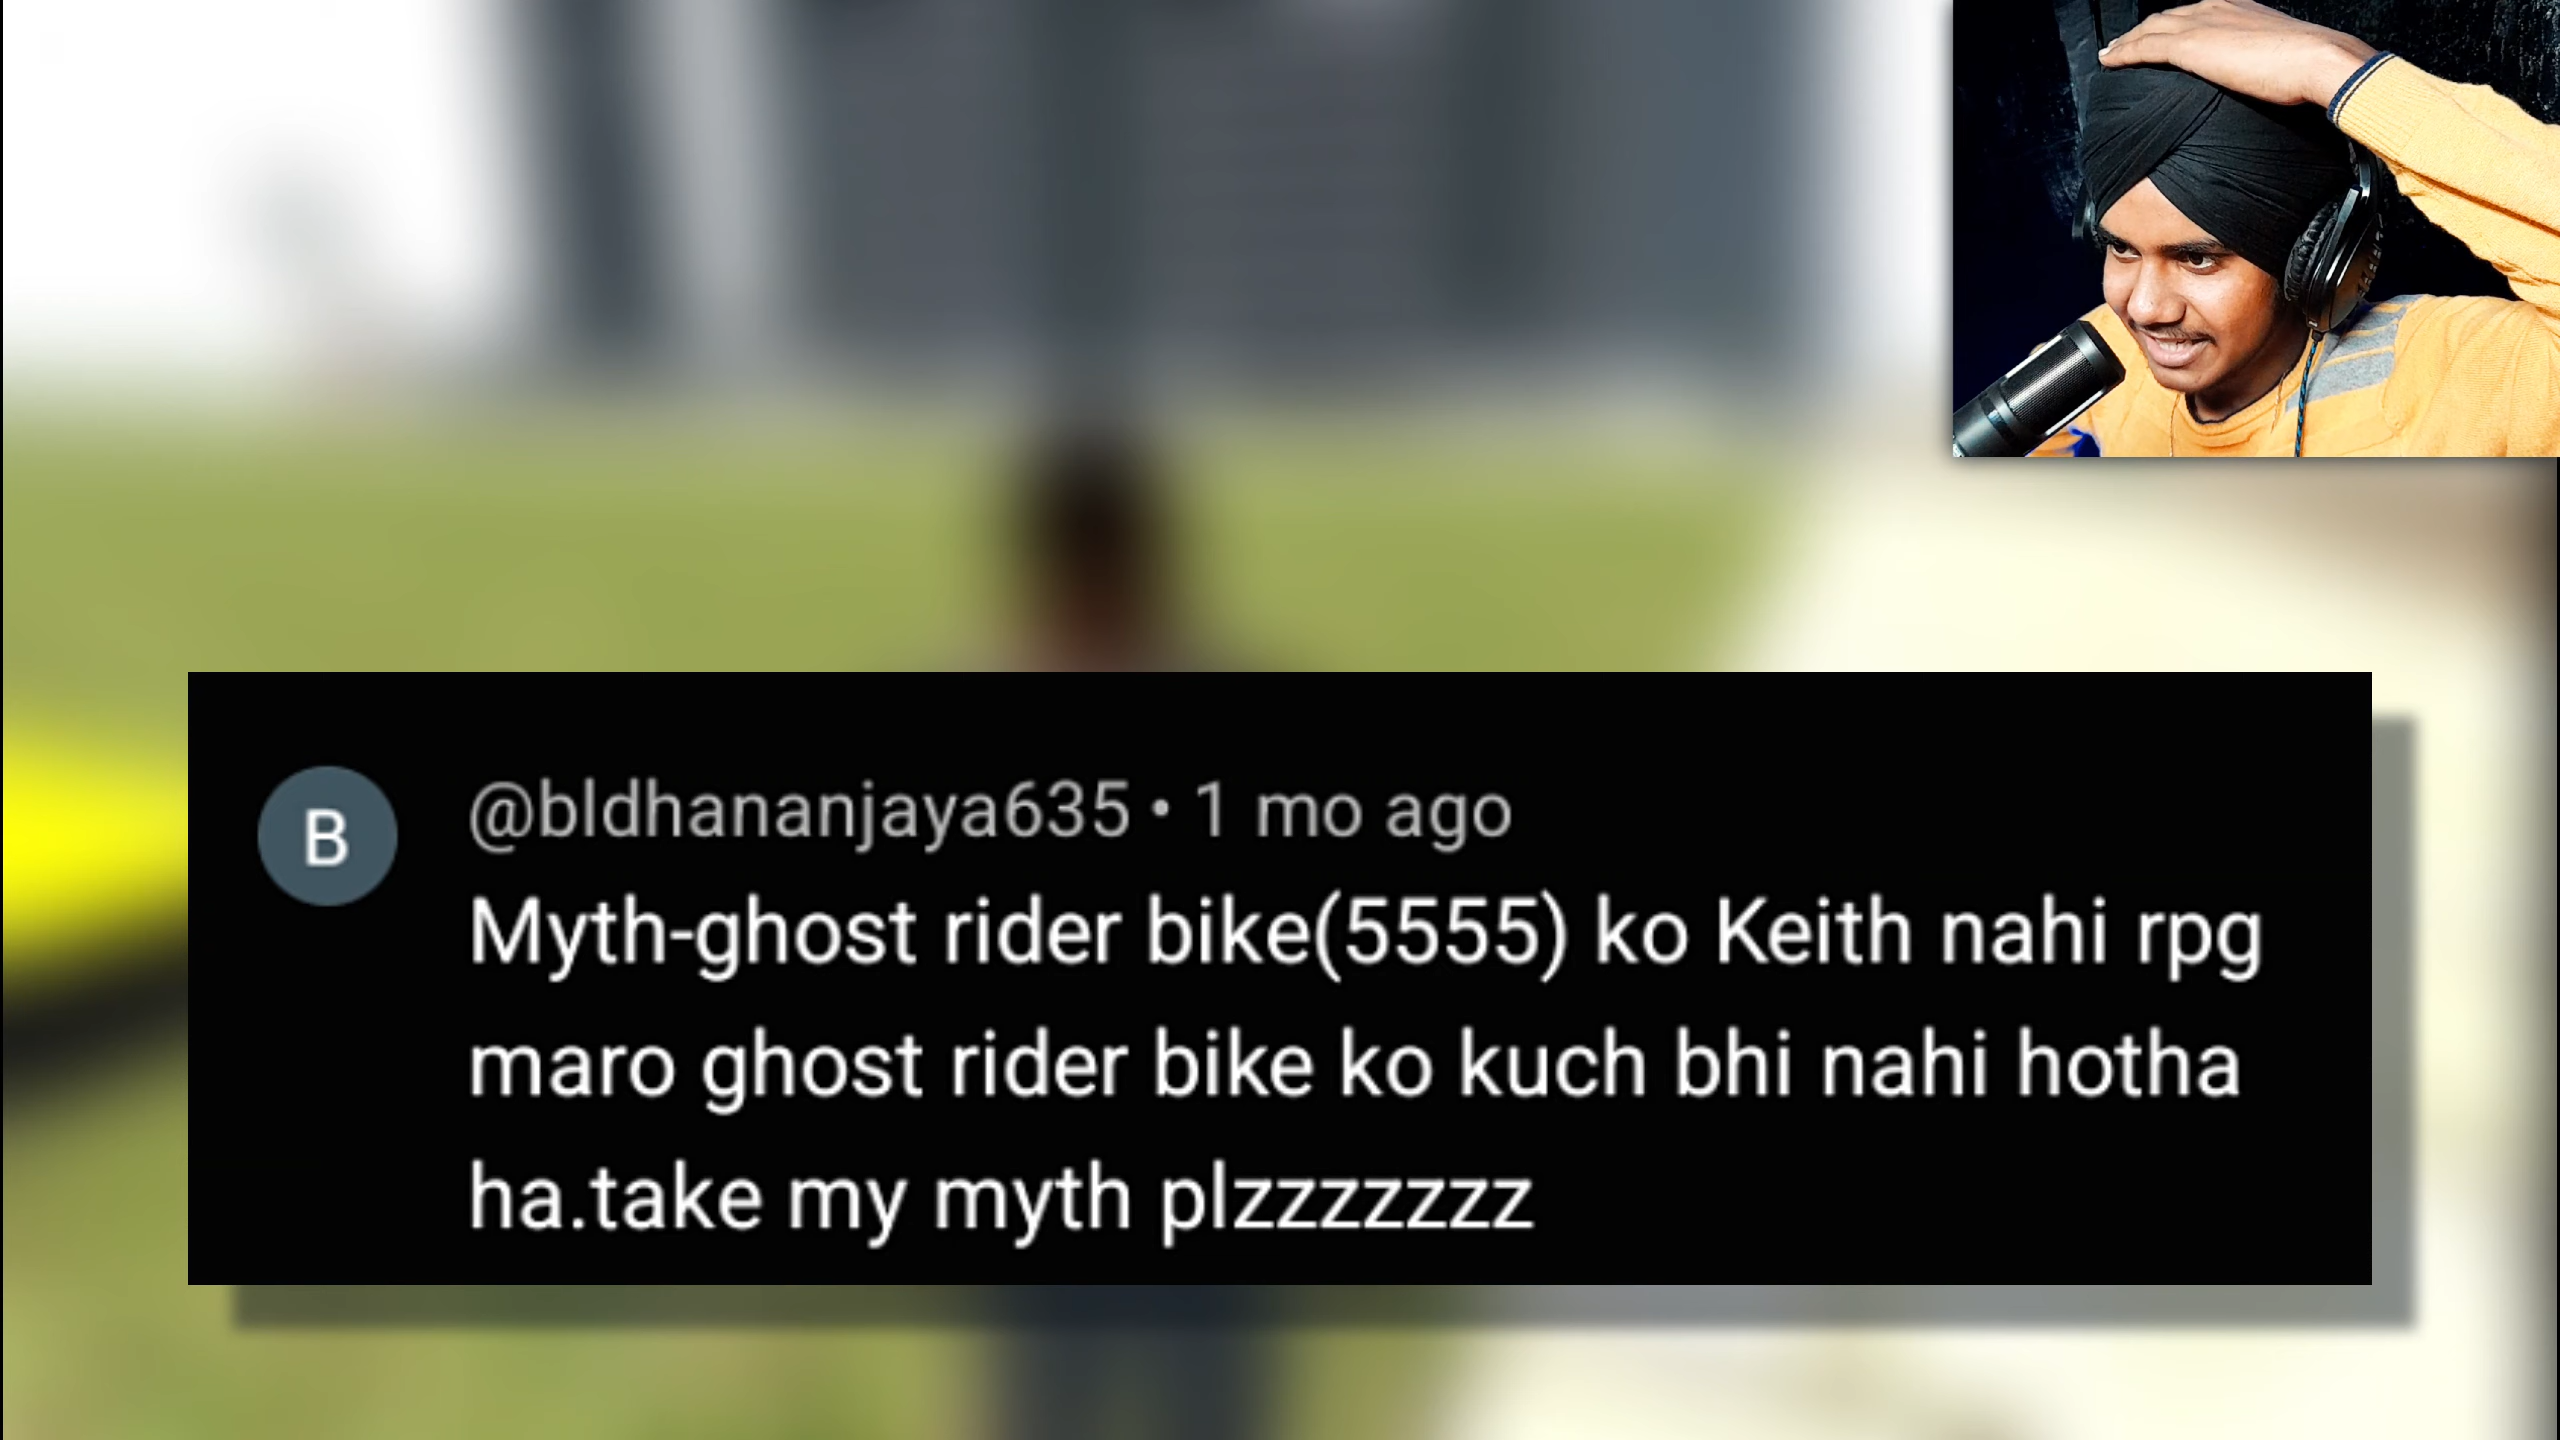 B
@bldhananjaya635 • 1 mo ago
Myth-ghost rider bike(5555) ko Keith nahi rpg
maro ghost rider bike ko kuch bhi nahi hotha
ha.take my myth plzzzzzzz